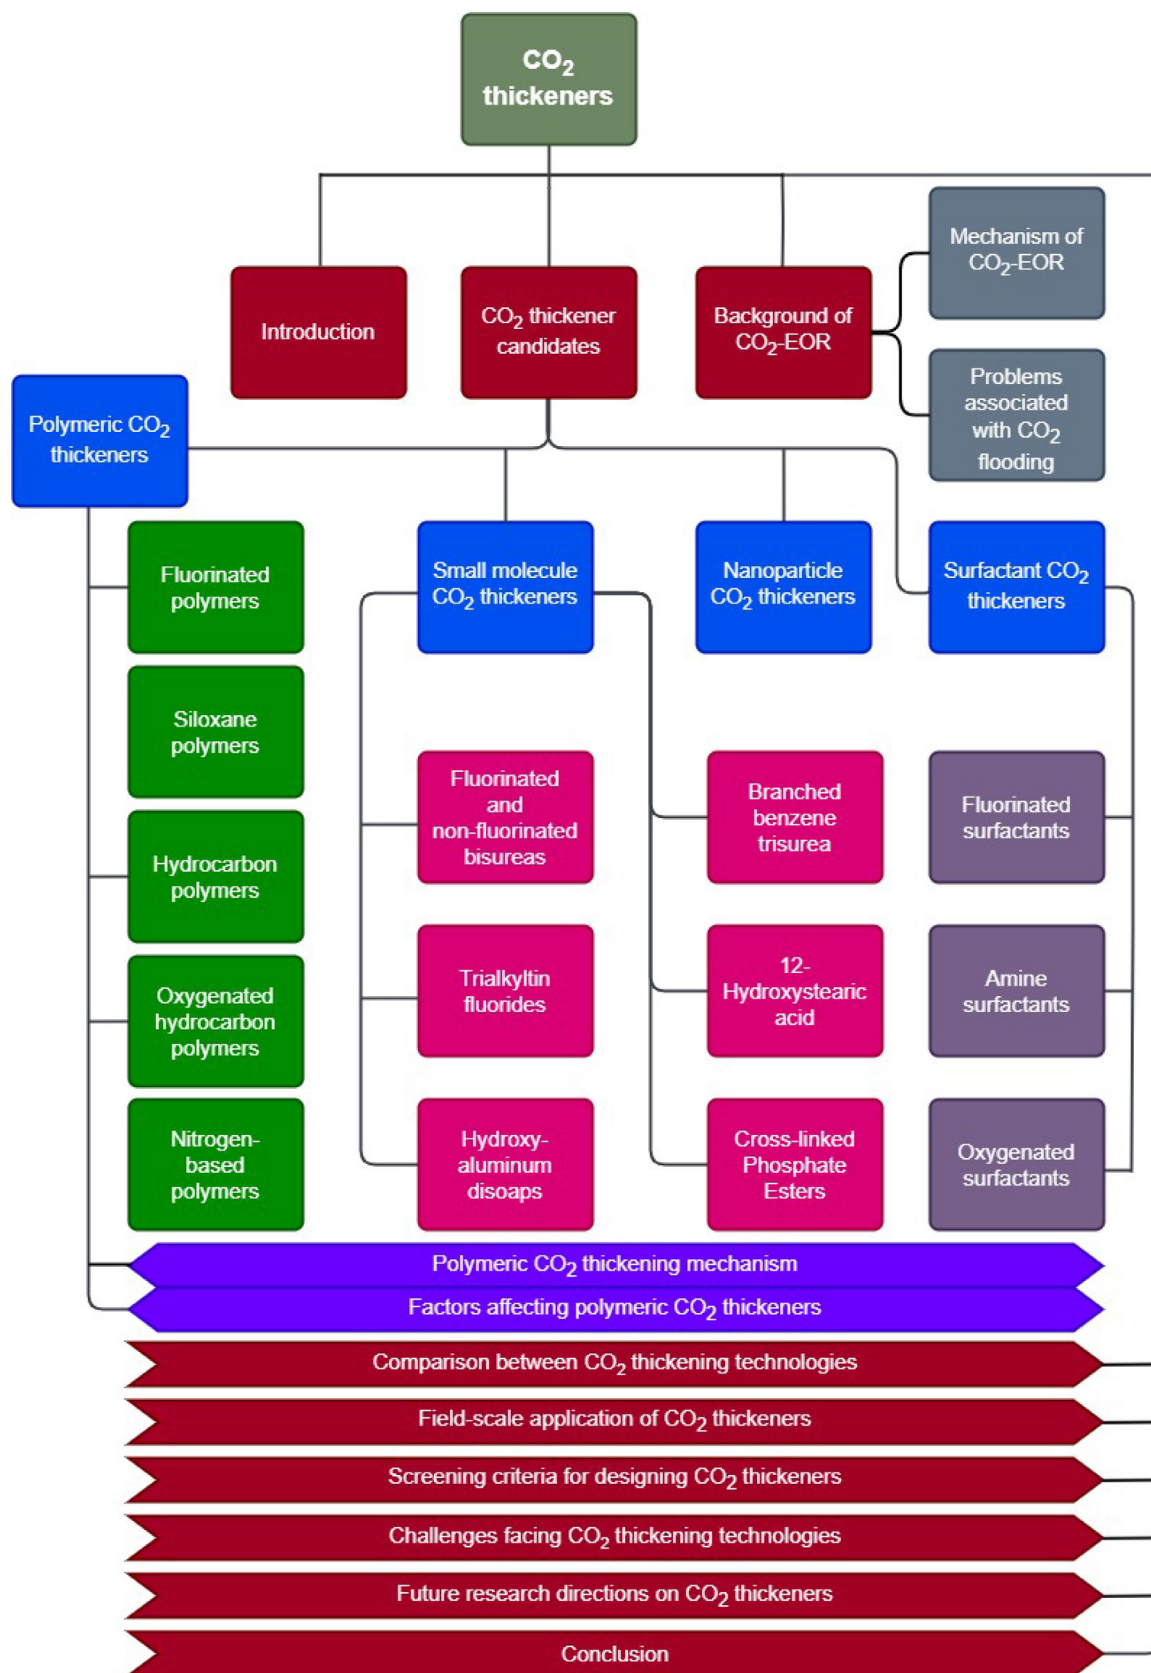 CO₂
thickeners
Mechanism of
CO₂-EOR
Introduction
CO₂ thickener
candidates
Background of
CO₂-EOR
Problems
associated
with CO₂
flooding
Polymeric CO₂
thickeners
Small molecule
CO₂ thickeners
Nanoparticle
CO₂ thickeners
Surfactant CO₂
thickeners
Fluorinated
polymers
Siloxane
polymers
Hydrocarbon
polymers
Oxygenated
hydrocarbon
polymers
Nitrogen-
based
polymers
Fluorinated
and
non-fluorinated
bisureas
Trialkyltin
fluorides
Hydroxy-
aluminum
disoaps
Branched
benzene
trisurea
12-
Hydroxystearic
acid
Cross-linked
Phosphate
Esters
Fluorinated
surfactants
Amine
surfactants
Oxygenated
surfactants
Polymeric CO₂ thickening mechanism
Factors affecting polymeric CO₂ thickeners
Comparison between CO₂ thickening technologies
Field-scale application of CO₂ thickeners
Screening criteria for designing CO₂ thickeners
Challenges facing CO₂ thickening technologies
Future research directions on CO₂ thickeners
Conclusion